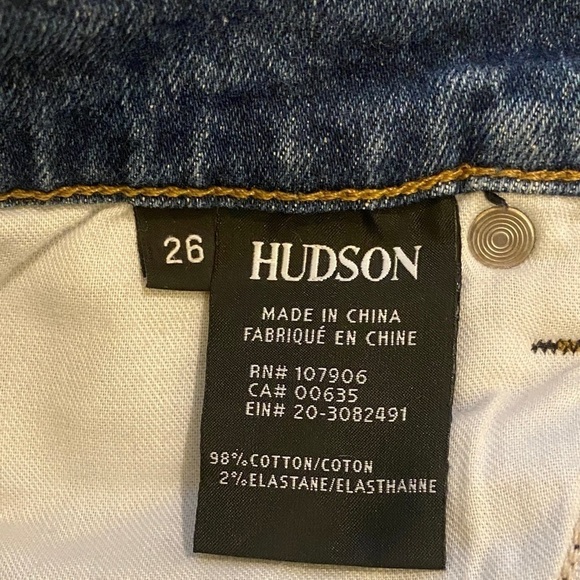 26
HUDSON
MADE IN CHINA
FABRIQUÉ EN CHINE
RN# 107906
CA# 00635
EIN# 20-3082491
98%COTTON/COTON
2%ELASTANE/ELASTHANNE